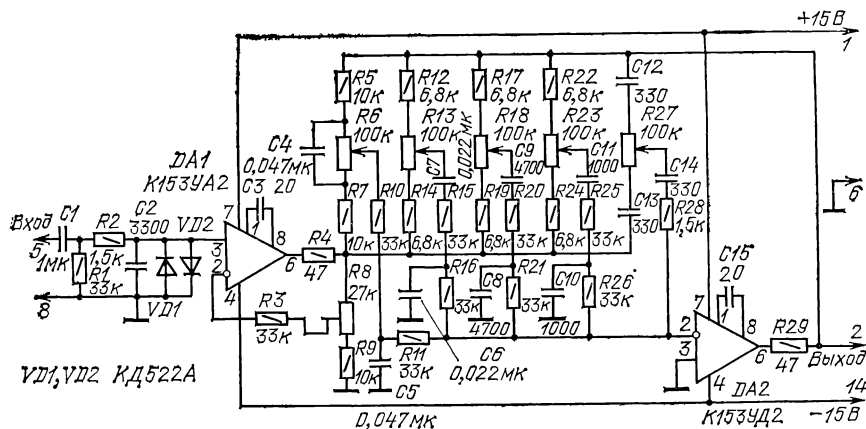 +15В
1
R5
10к
R12
6,8к
R17
6,8к
R22
6,8к
C12
330
R6
100к
R13
100к
R18
100к
R23
100к
R27
100к
C4
0,047мк
C7
0,022мк
C9
4700
C11
1000
C14
330
DA1
К153УА2
C3
20
7
1
8
6
3
2
4
R7
10к
R10
33к
R14
6,8к
R15
33к
R19
6,8к
R20
33к
R24
6,8к
R25
33к
C13
330
R28
1,5к
6
Вход
5
C1
1мк
R1
33к
R2
1,5к
C2
3300
VD2
VD1
8
R4
47
R8
27к
R3
33к
R9
10к
R11
33к
C5
0,047мк
R16
33к
C6
0,022мк
C8
4700
R21
33к
C10
1000
R26
33к
C15
20
7
1
8
2
3
6
4
R29
47
2
Выход
DA2
К153УД2
14
-15В
VD1,VD2 КД522А